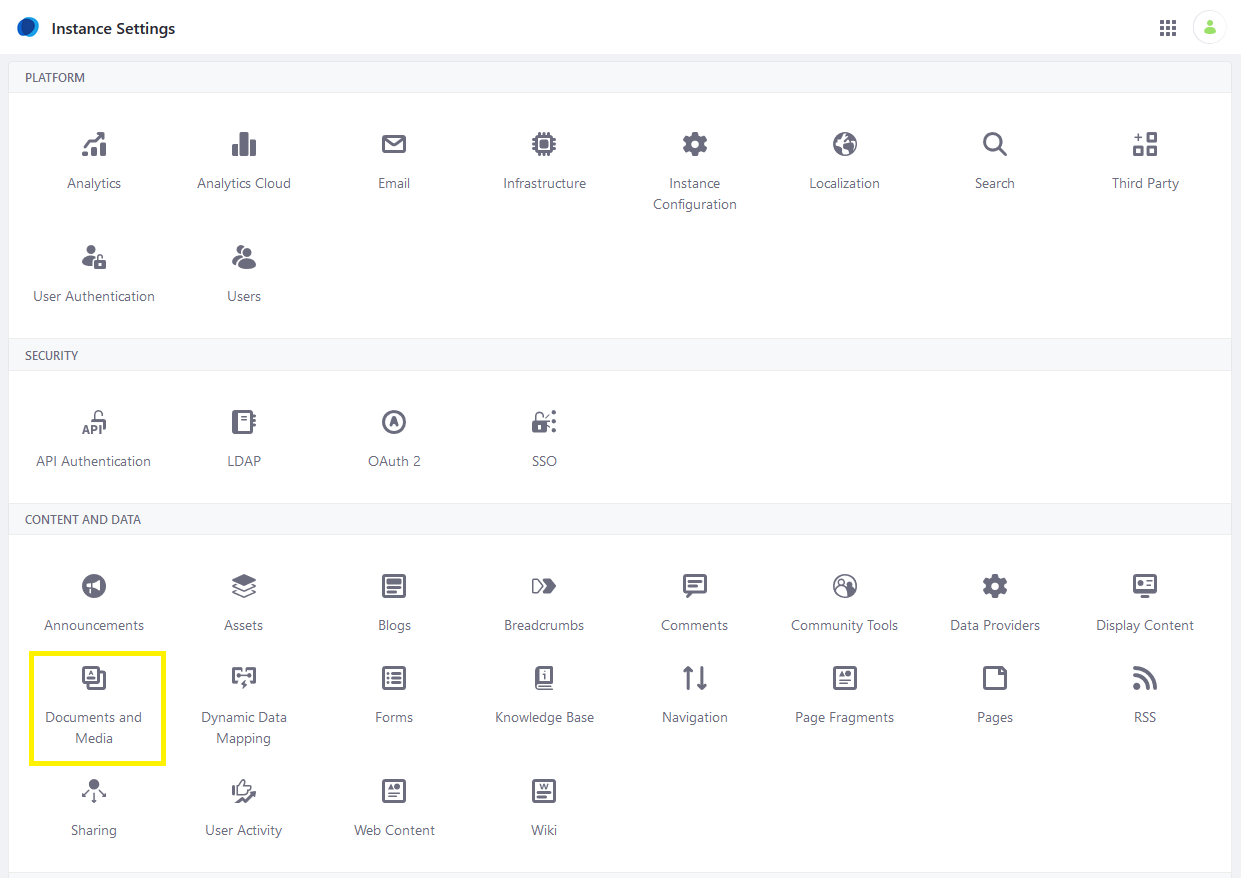 Instance Settings
PLATFORM
Analytics
Analytics Cloud
Email
Infrastructure
Instance
Configuration
Localization
Search
Third Party
User Authentication
Users
SECURITY
API
API Authentication
LDAP
A
OAuth 2
SSO
CONTENT AND DATA
Announcements
Assets
Blogs
Breadcrumbs
Comments
Community Tools
Data Providers
Display Content
A
Documents and
Media
Dynamic Data
Mapping
Forms
Knowledge Base
Navigation
Page Fragments
Pages
RSS
Sharing
User Activity
Web Content
W
Wiki